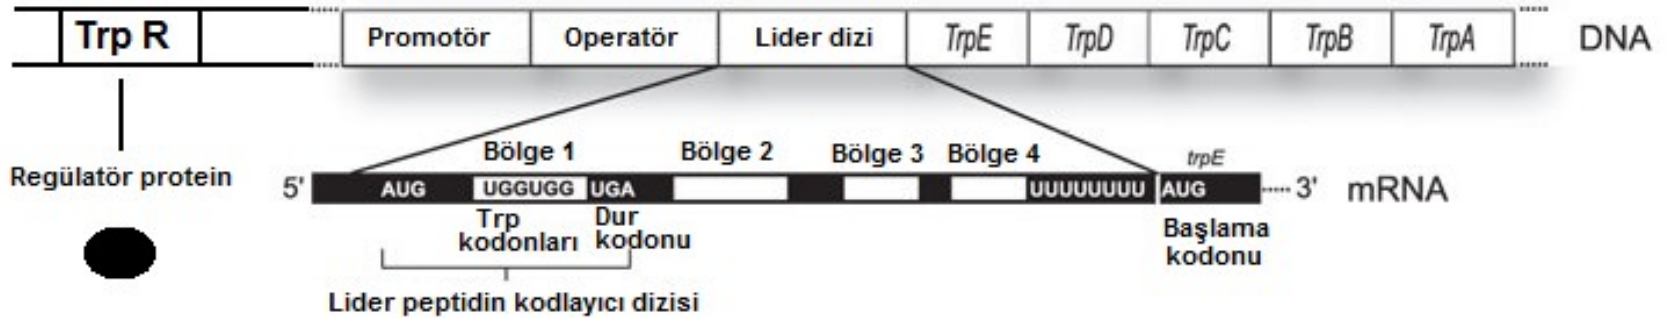 Trp R
Promotör Operatör Lider dizi TrpE TrpD TrpC TrpB TrpA DNA
Regülatör protein
Bölge 1 Bölge 2 Bölge 3 Bölge 4 trpE
5' AUG UGGUGG UGA UUUUUUUU AUG 3' mRNA
Trp kodonları
Dur kodonu
Başlama kodonu
Lider peptidin kodlayıcı dizisi